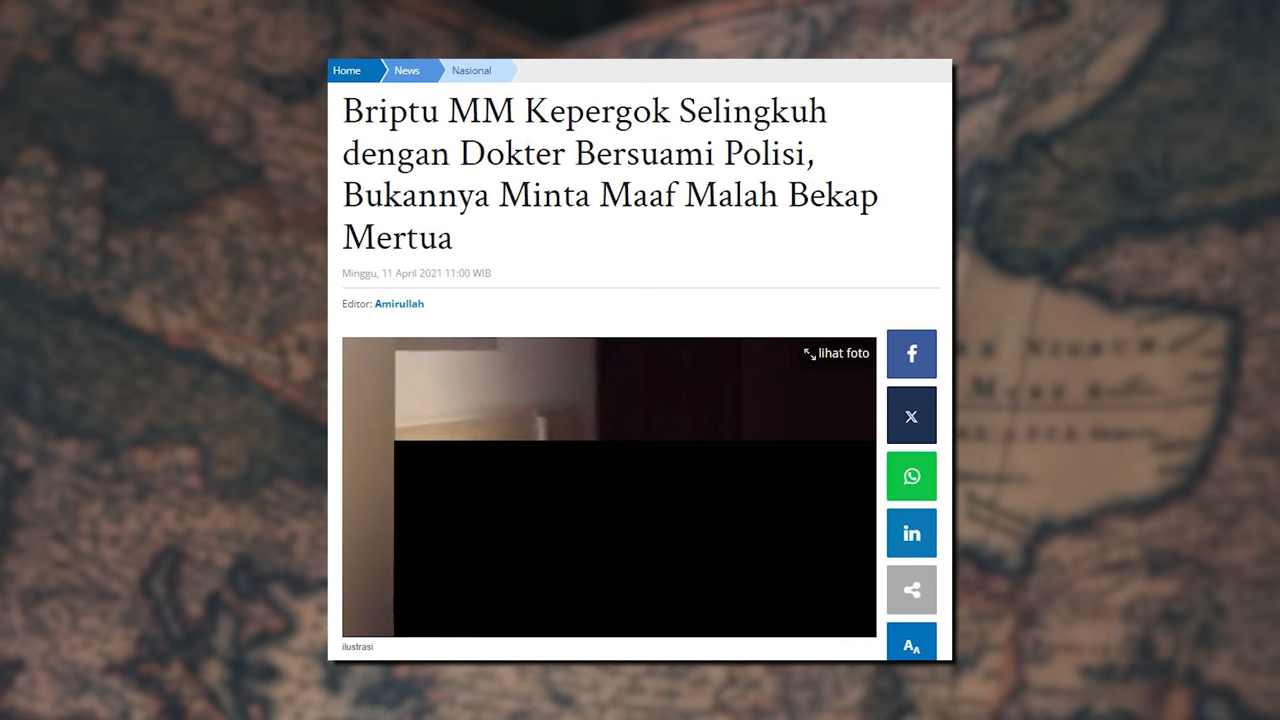 Home News Nasional
Briptu MM Kepergok Selingkuh
dengan Dokter Bersuami Polisi,
Bukannya Minta Maaf Malah Bekap
Mertua
Minggu, 11 April 2021 11:00 WIB
Editor: Amirullah
lihat foto
ilustrasi